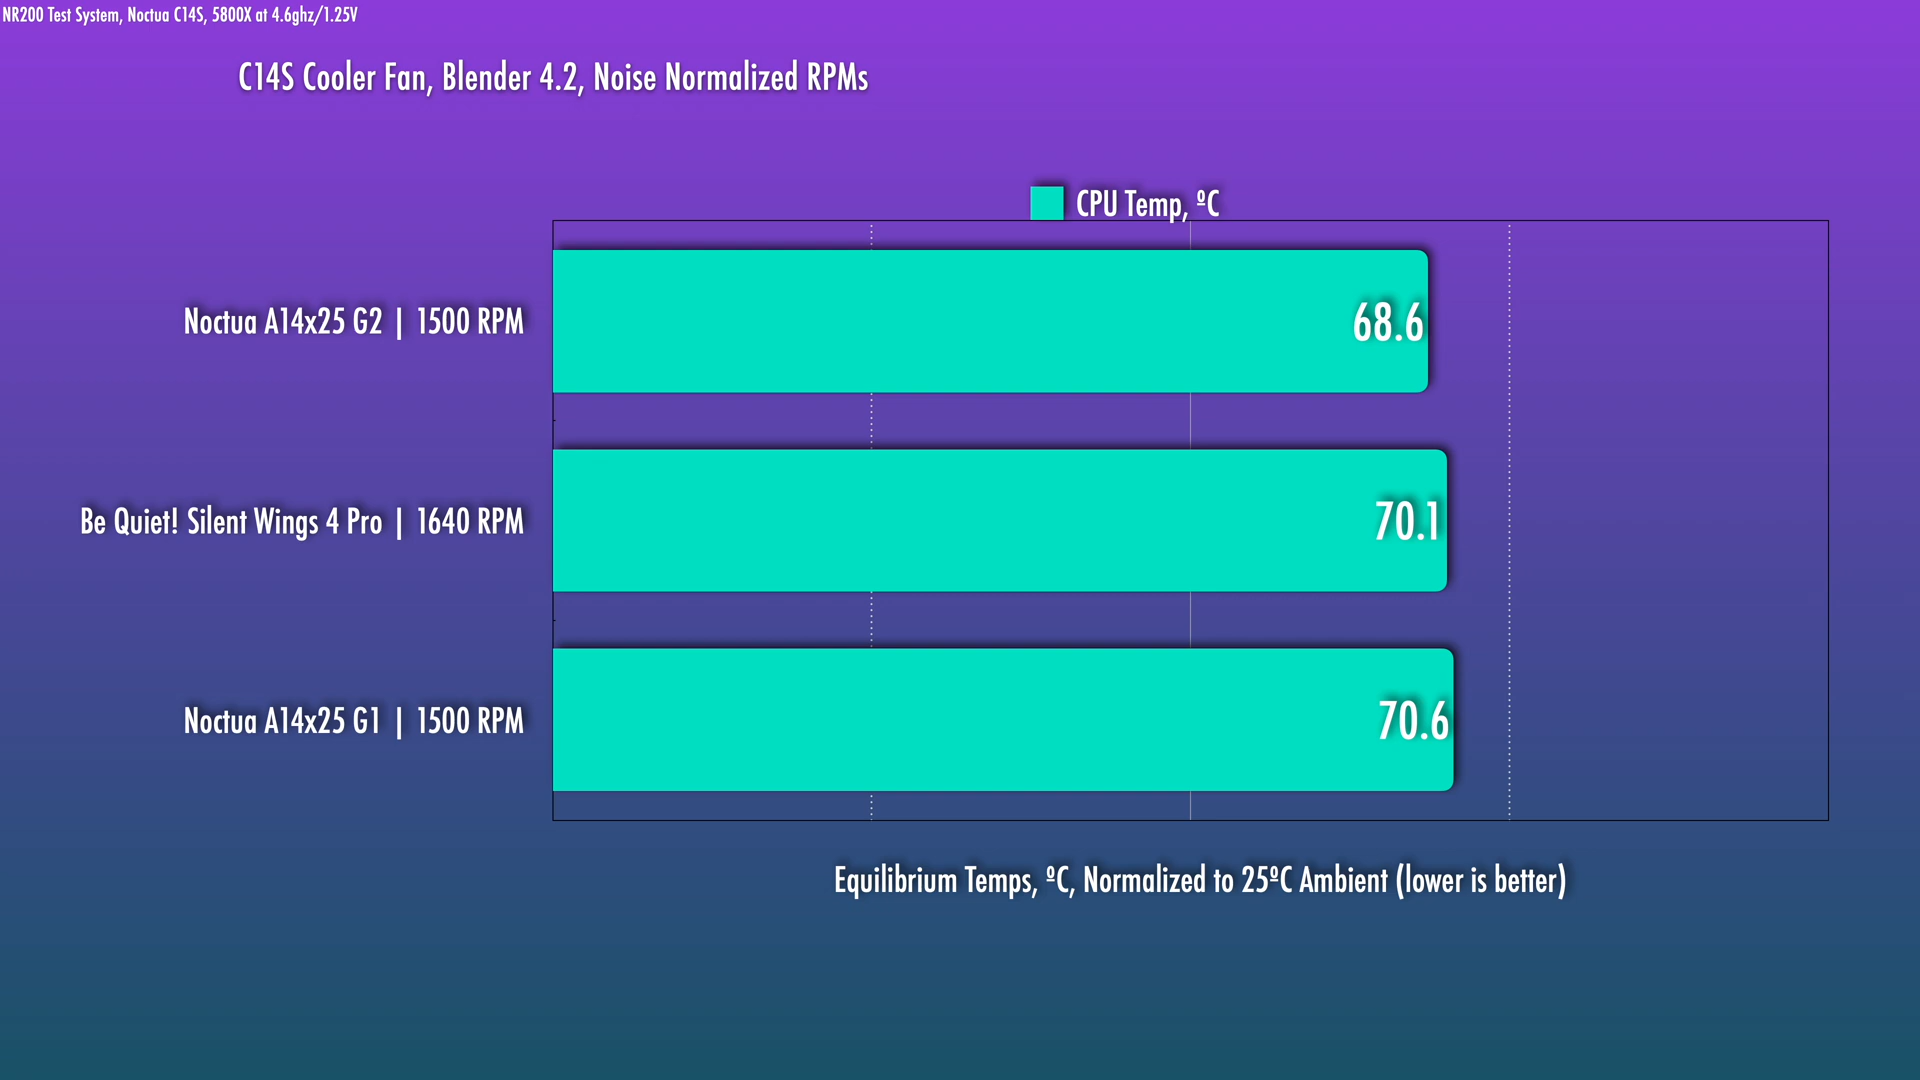 NR200 Test System, Noctua C14S, 5800X at 4.6ghz/1.25V
C14S Cooler Fan, Blender 4.2, Noise Normalized RPMs
CPU Temp, ºC
Noctua A14x25 G2 | 1500 RPM
68.6
Be Quiet! Silent Wings 4 Pro | 1640 RPM
70.1
Noctua A14x25 G1 | 1500 RPM
70.6
Equilibrium Temps, ºC, Normalized to 25ºC Ambient (lower is better)